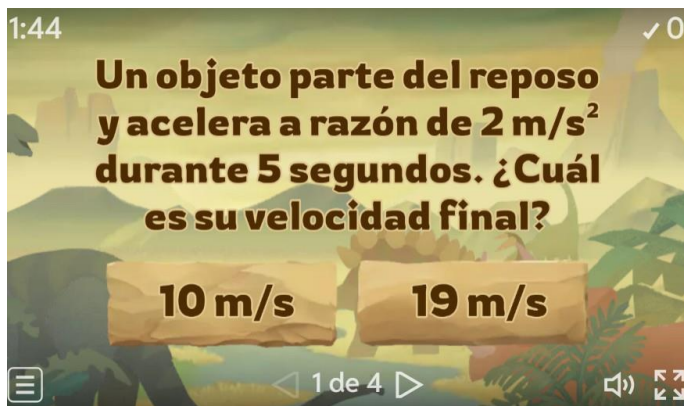 1:44
✓ 0
Un objeto parte del reposo
y acelera a razón de 2 m/s²
durante 5 segundos. ¿Cuál
es su velocidad final?
10 m/s
19 m/s
1 de 4